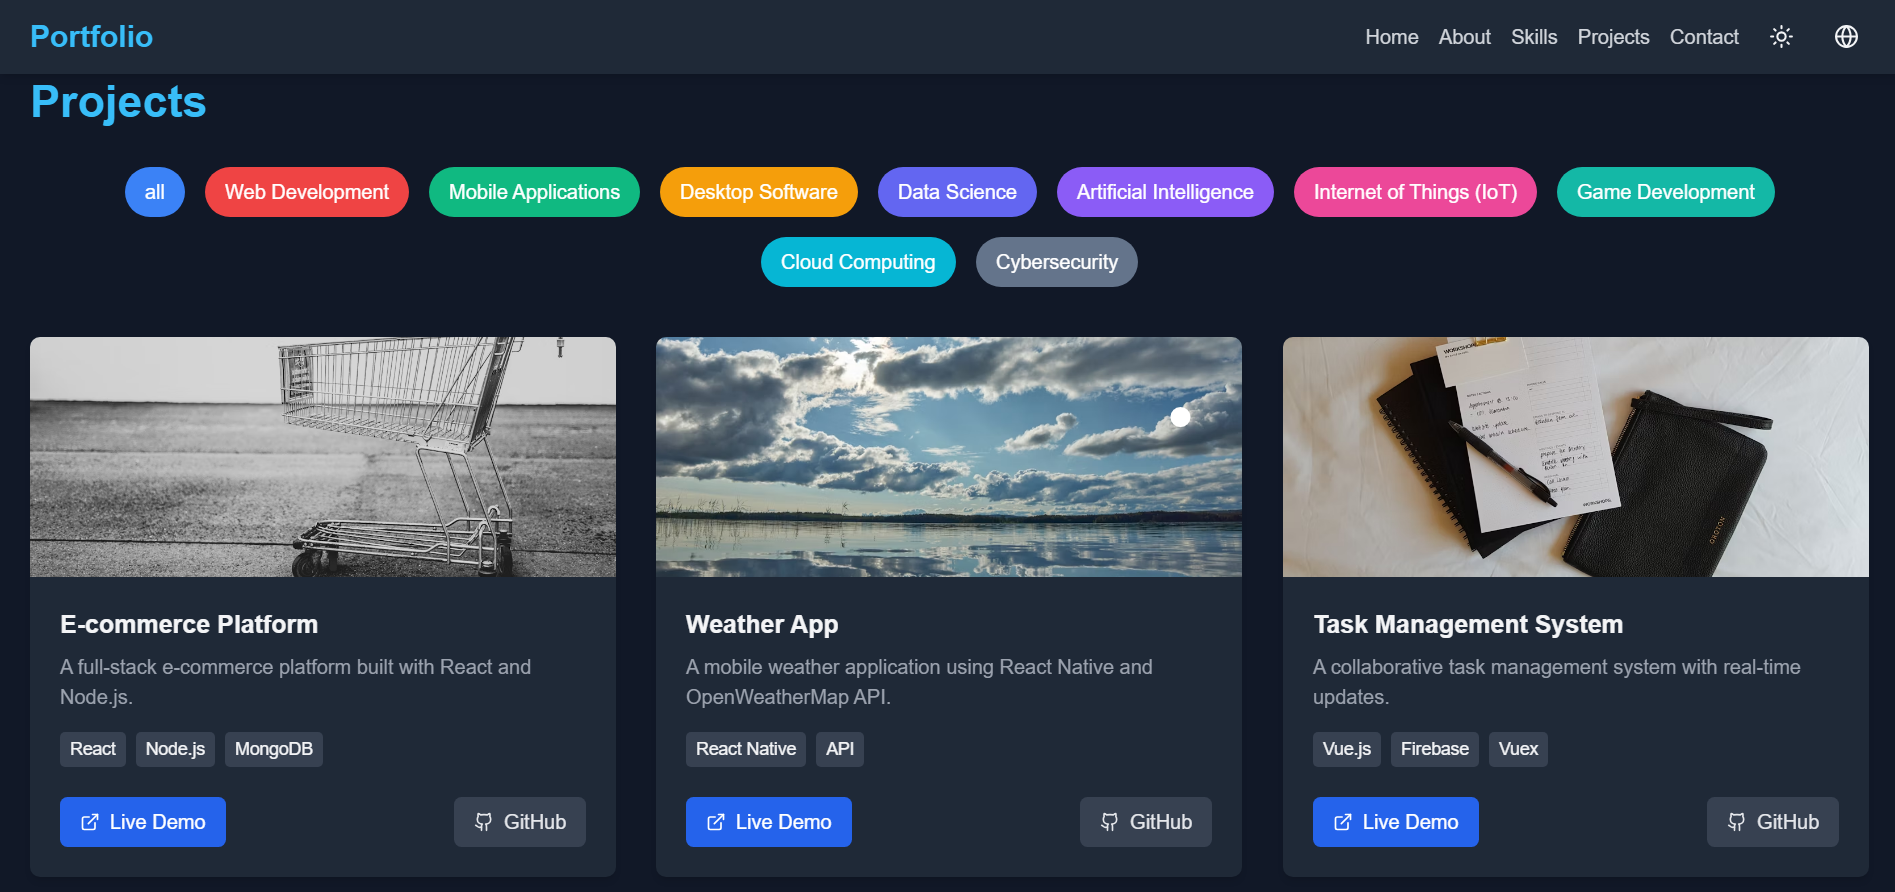 Portfolio
Home About Skills Projects Contact
Projects
all Web Development Mobile Applications Desktop Software Data Science Artificial Intelligence Internet of Things (IoT) Game Development
Cloud Computing Cybersecurity
WORKSHOPE
WORKSHOPE
OROTON
E-commerce Platform
A full-stack e-commerce platform built with React and
Node.js.
React Node.js MongoDB
Live Demo GitHub
Weather App
A mobile weather application using React Native and
OpenWeatherMap API.
React Native API
Live Demo GitHub
Task Management System
A collaborative task management system with real-time
updates.
Vue.js Firebase Vuex
Live Demo GitHub